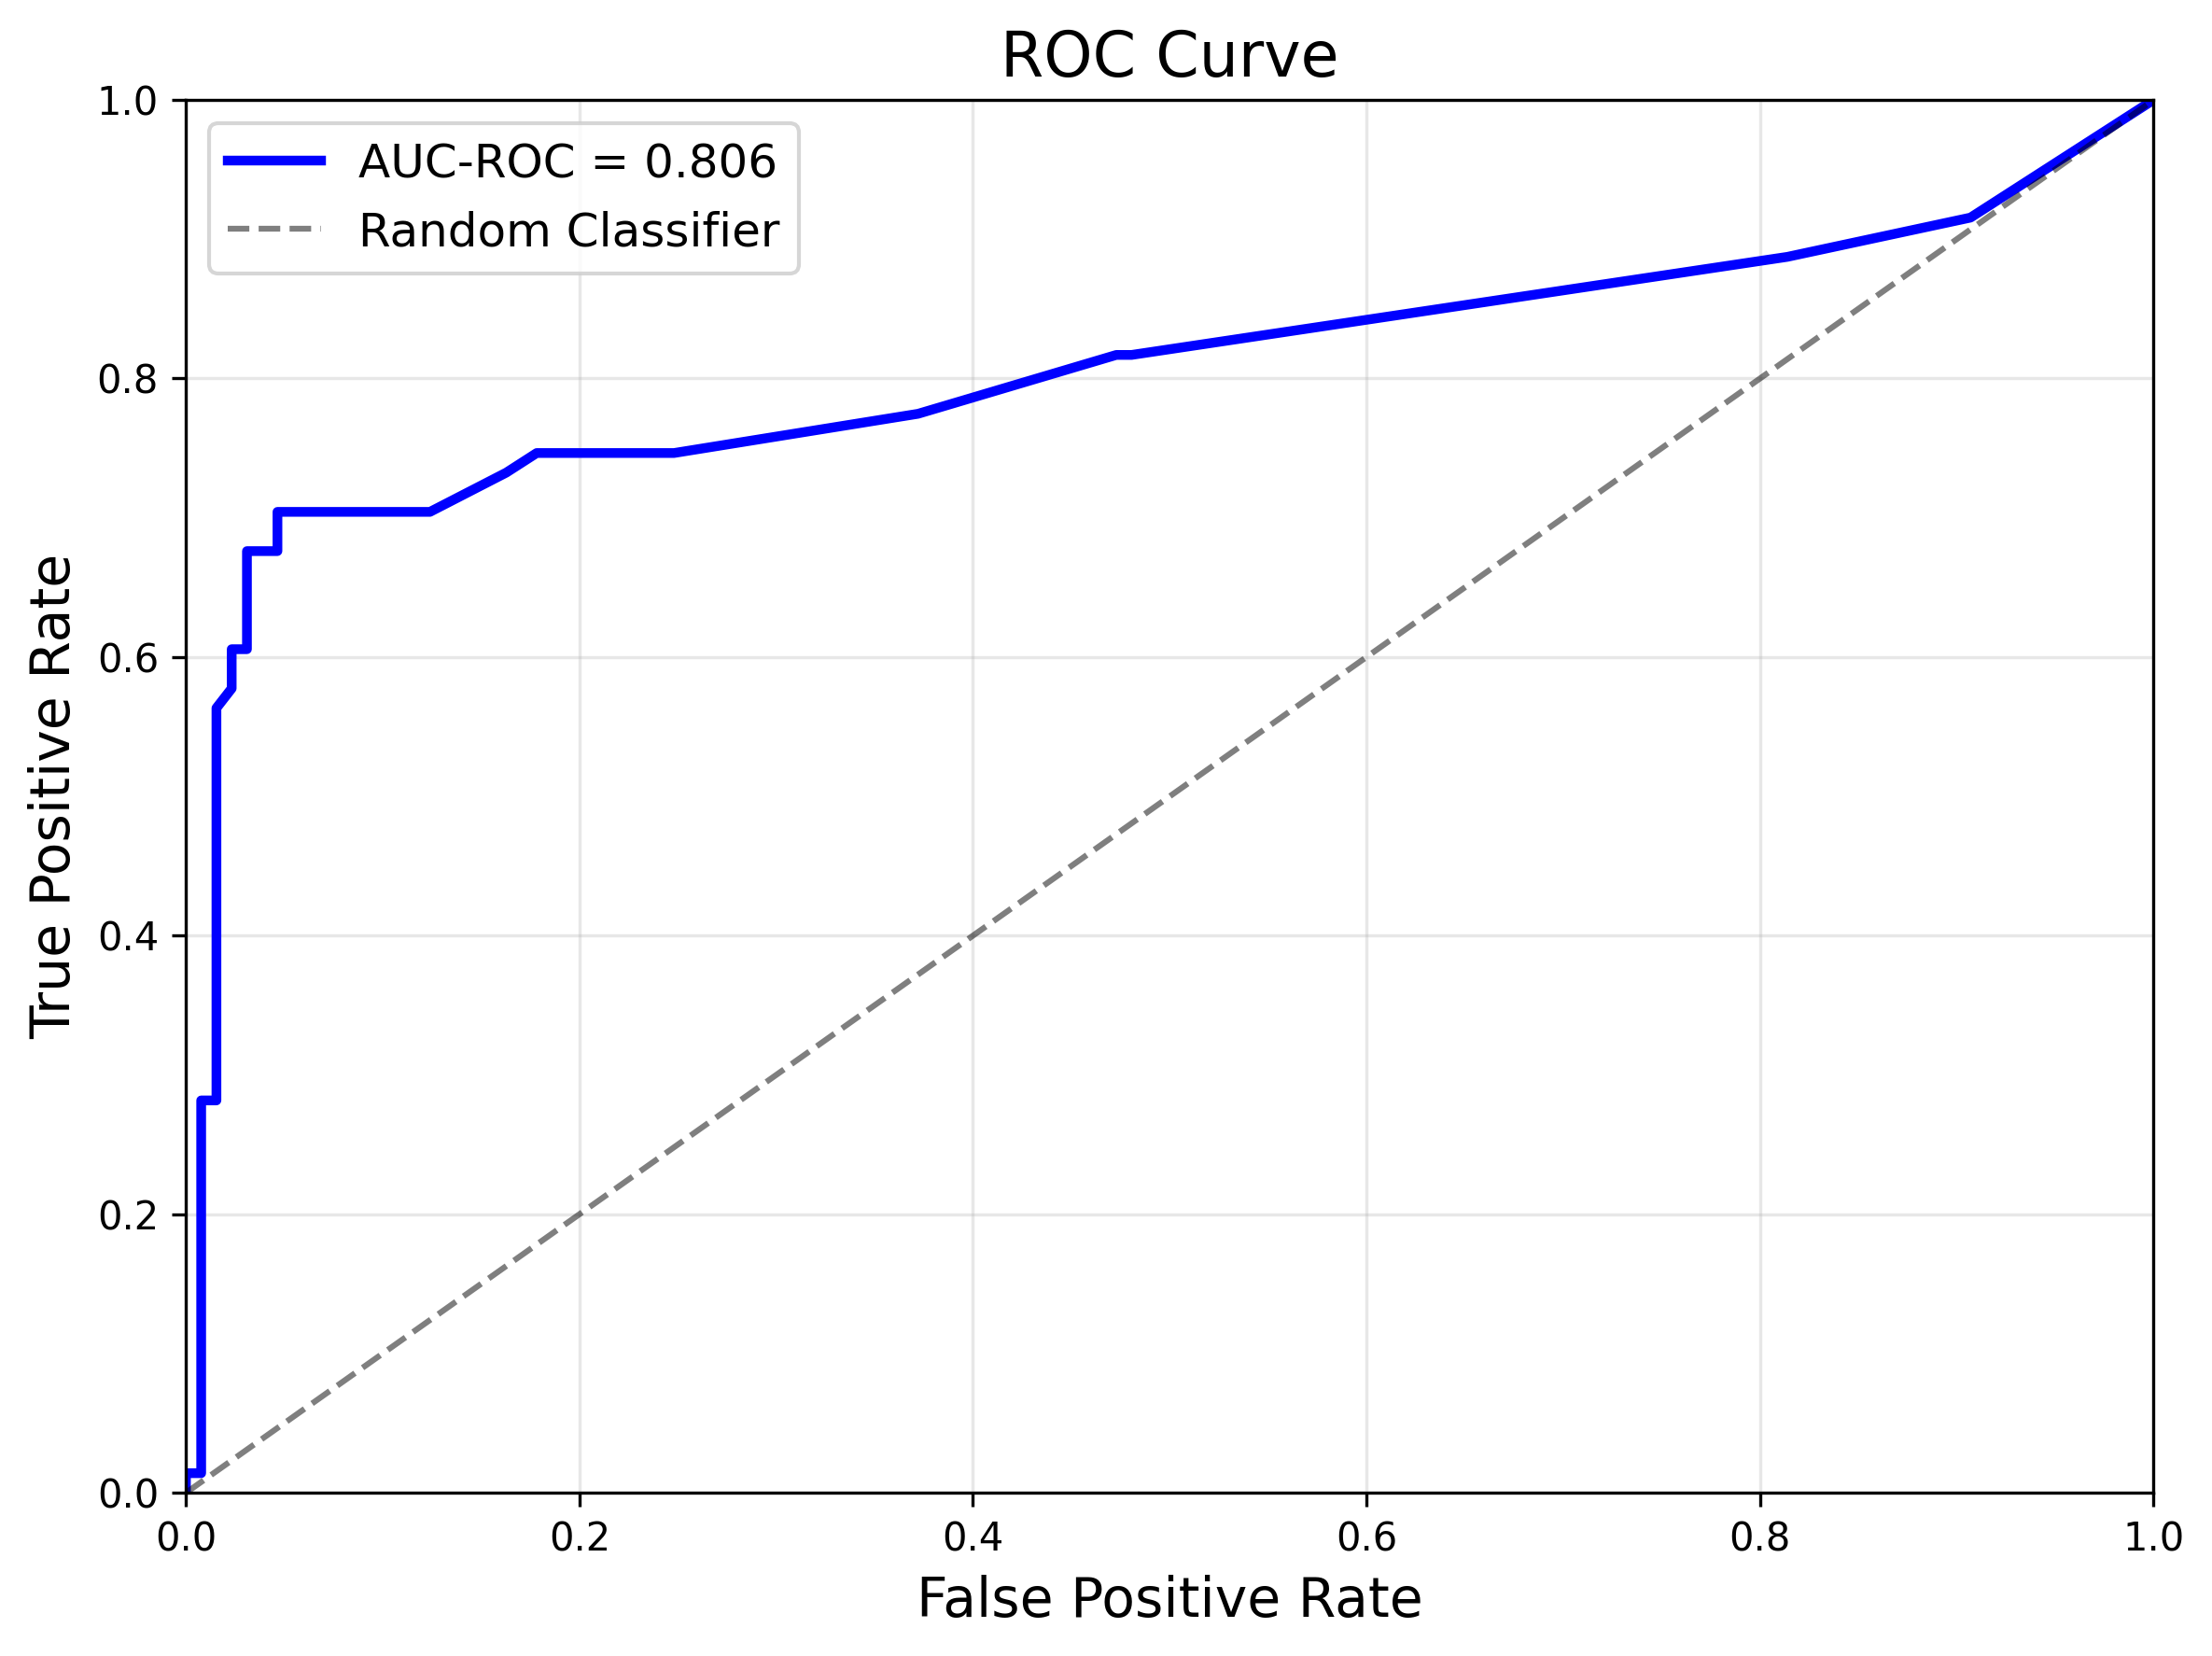 ROC Curve
AUC-ROC = 0.806
Random Classifier
True Positive Rate
1.0
0.8
0.6
0.4
0.2
0.0
0.0 0.2 0.4 0.6 0.8 1.0
False Positive Rate